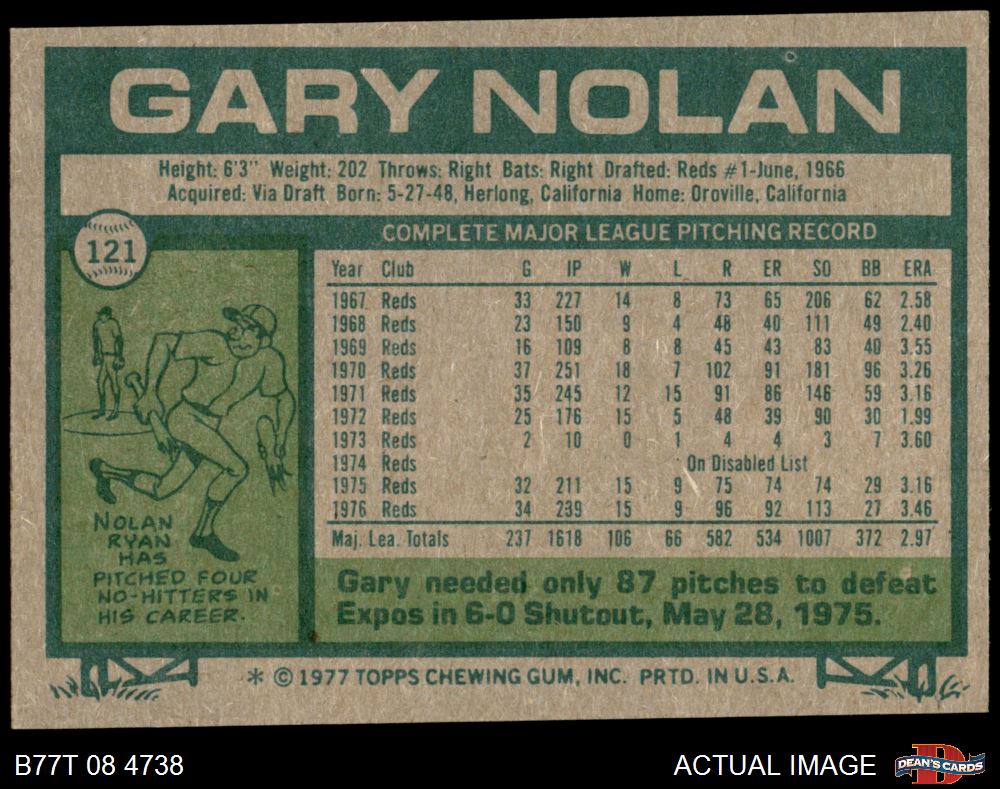 GARY NOLAN
Height: 6'3" Weight: 202 Throws: Right Bats: Right Drafted: Reds #1-June, 1966
Acquired: Via Draft Born: 5-27-48, Herlong, California Home: Oroville, California
121
COMPLETE MAJOR LEAGUE PITCHING RECORD
Year Club G IP W L R ER SO BB ERA
1967 Reds 33 227 14 8 73 65 206 62 2.58
1968 Reds 23 150 9 4 48 40 111 49 2.40
1969 Reds 16 109 8 8 45 43 83 40 3.55
1970 Reds 37 251 18 7 102 91 181 96 3.26
1971 Reds 35 245 12 15 91 86 146 59 3.16
1972 Reds 25 176 15 5 48 39 90 30 1.99
1973 Reds 2 10 0 1 4 4 3 7 3.60
1974 Reds On Disabled List
1975 Reds 32 211 15 9 75 74 74 29 3.16
1976 Reds 34 239 15 9 96 92 113 27 3.46
Maj. Lea. Totals 237 1618 106 66 582 534 1007 372 2.97
NOLAN
RYAN
HAS
PITCHED FOUR
NO-HITTERS IN
HIS CAREER.
Gary needed only 87 pitches to defeat
Expos in 6-0 Shutout, May 28, 1975.
* © 1977 TOPPS CHEWING GUM, INC. PRTD. IN U.S.A.
B77T 08 4738
ACTUAL IMAGE
D
DEAN'S CARDS